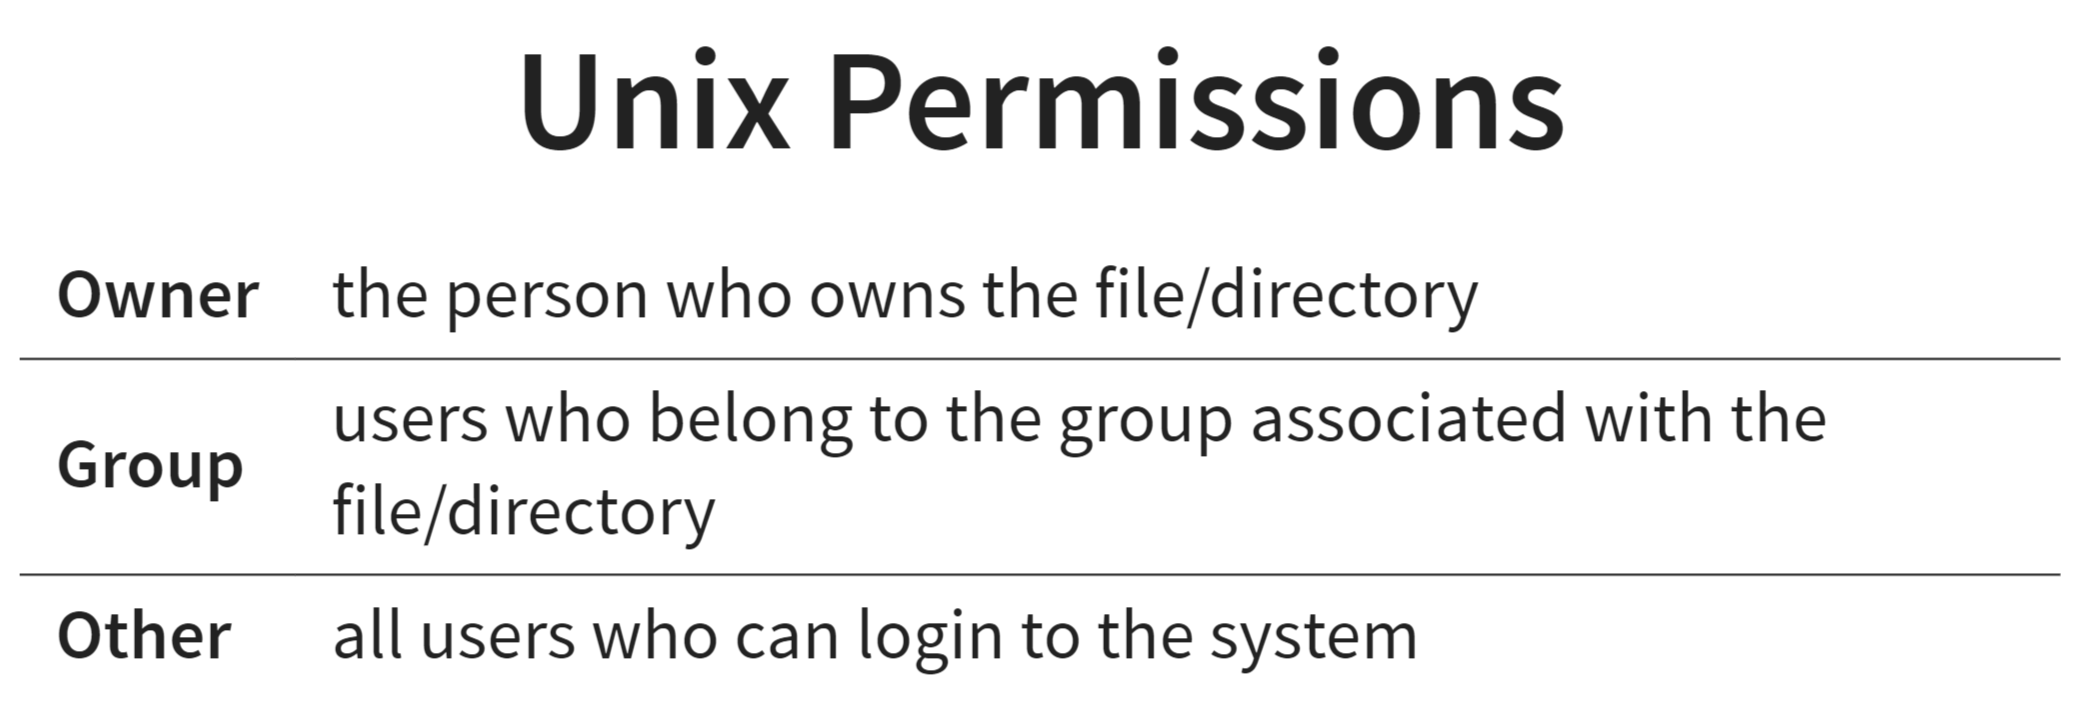 Unix Permissions
Owner the person who owns the file/directory
Group users who belong to the group associated with the
file/directory
Other all users who can login to the system